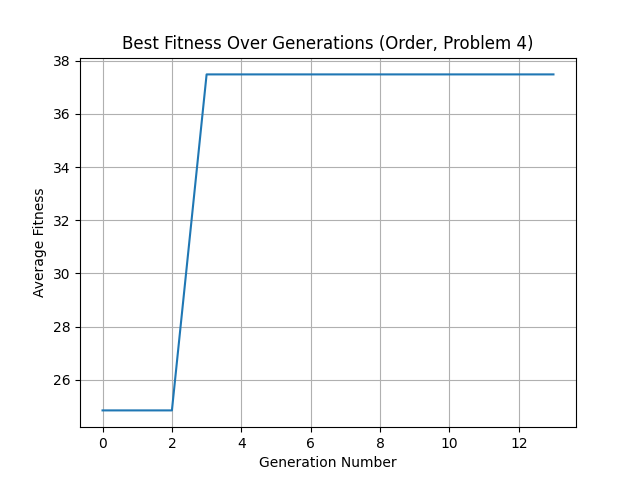 Best Fitness Over Generations (Order, Problem 4)
38
36
34
32
30
28
26
Average Fitness
0 2 4 6 8 10 12
Generation Number